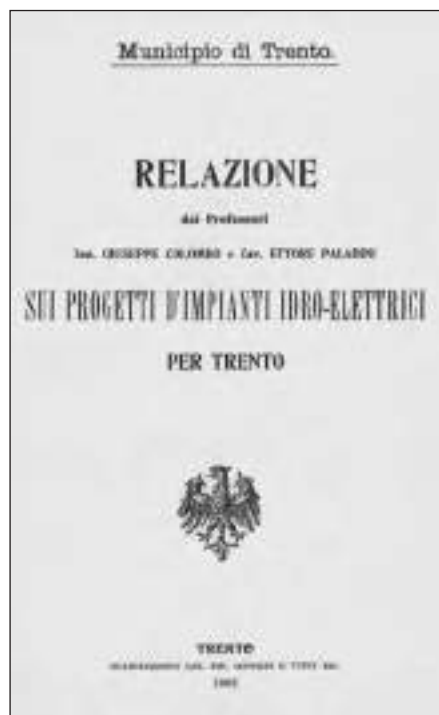 Municipio di Trento.
RELAZIONE
dei Professori
Ing. GIUSEPPE COLOMBO e Cav. ETTORE PALADINI
SUI PROGETTI D'IMPIANTI IDRO-ELETTRICI
PER TRENTO
TRENTO